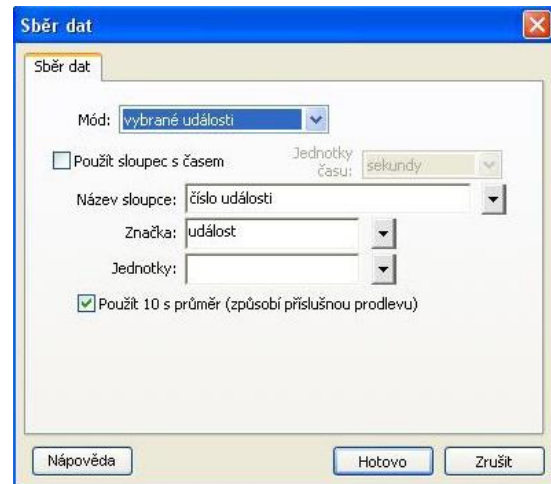 Sběr dat
Sběr dat
Mód: vybrané události
Použít sloupec s časem
Jednotky času: sekundy
Název sloupce: číslo události
Značka: událost
Jednotky:
Použít 10 s průměr (způsobí příslušnou prodlevu)
Nápověda Hotovo Zrušit